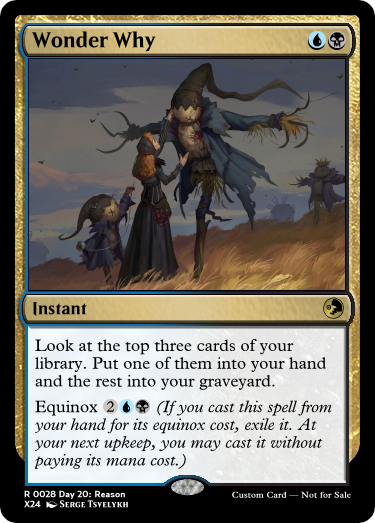 Wonder Why
Instant
Look at the top three cards of your
library. Put one of them into your hand
and the rest into your graveyard.
Equinox 2 (If you cast this spell from
your hand for its equinox cost, exile it. At
your next upkeep, you may cast it without
paying its mana cost.)
R 0028 Day 20: Reason
X24 Serge Tsvelykh
Custom Card — Not for Sale